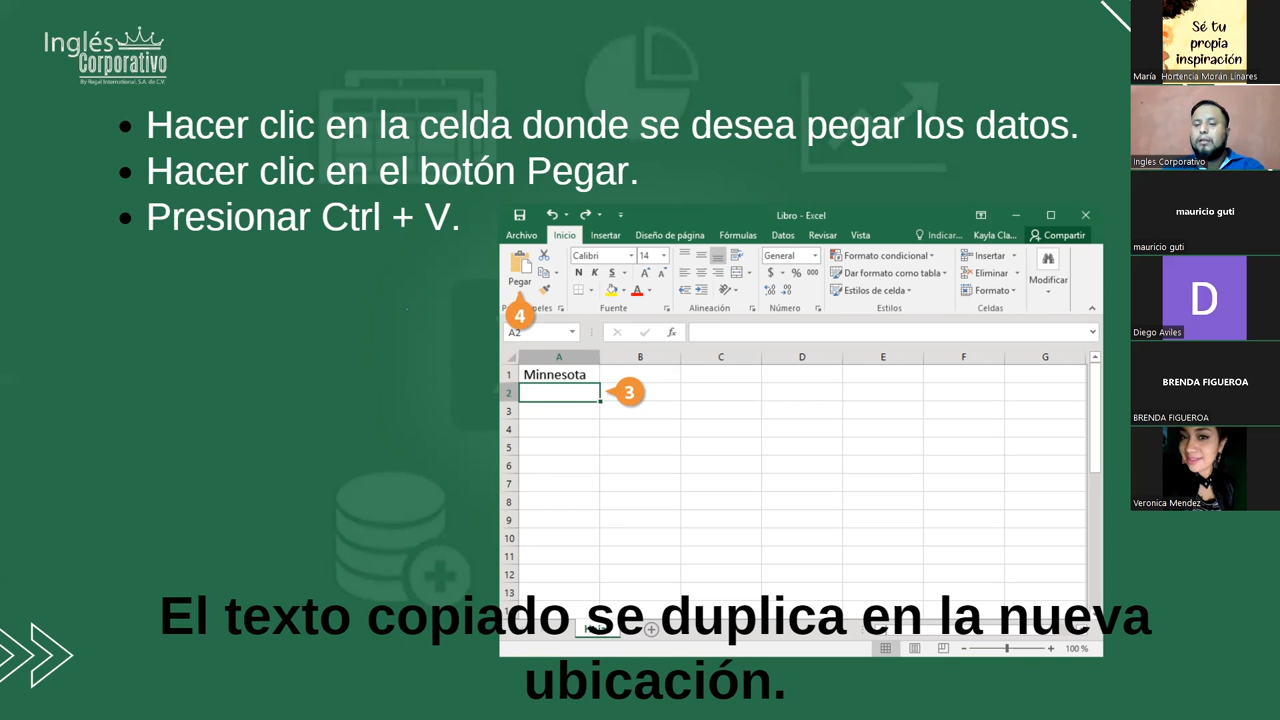 Inglés
Corporativo
By Regal International, S.A. de C.V.
Hacer clic en la celda donde se desea pegar los datos.
Hacer clic en el botón Pegar.
Presionar Ctrl + V.
Libro - Excel
Archivo Inicio Insertar Diseño de página Fórmulas Datos Revisar Vista Indicar... Kayla Cla... Compartir
Pegar
Calibri 14
General
Formato condicional
Insertar
N K S A A
$ % 000
Dar formato como tabla
Eliminar
Modificar
A
Estilos de celda
Formato
Fuente Alineación Estilos Celdas
4
A2
fx
A B C D E F G
1 Minnesota
2
3
3
4
5
6
7
8
9
10
11
12
13
El texto copiado se duplica en la nueva
ubicación.
100 %
Sé tu
propia
inspiración
María Hortencia Morán Linares
Ingles Corporativo
mauricio guti
mauricio guti
D
Diego Aviles
BRENDA FIGUEROA
BRENDA FIGUEROA
Veronica Mendez